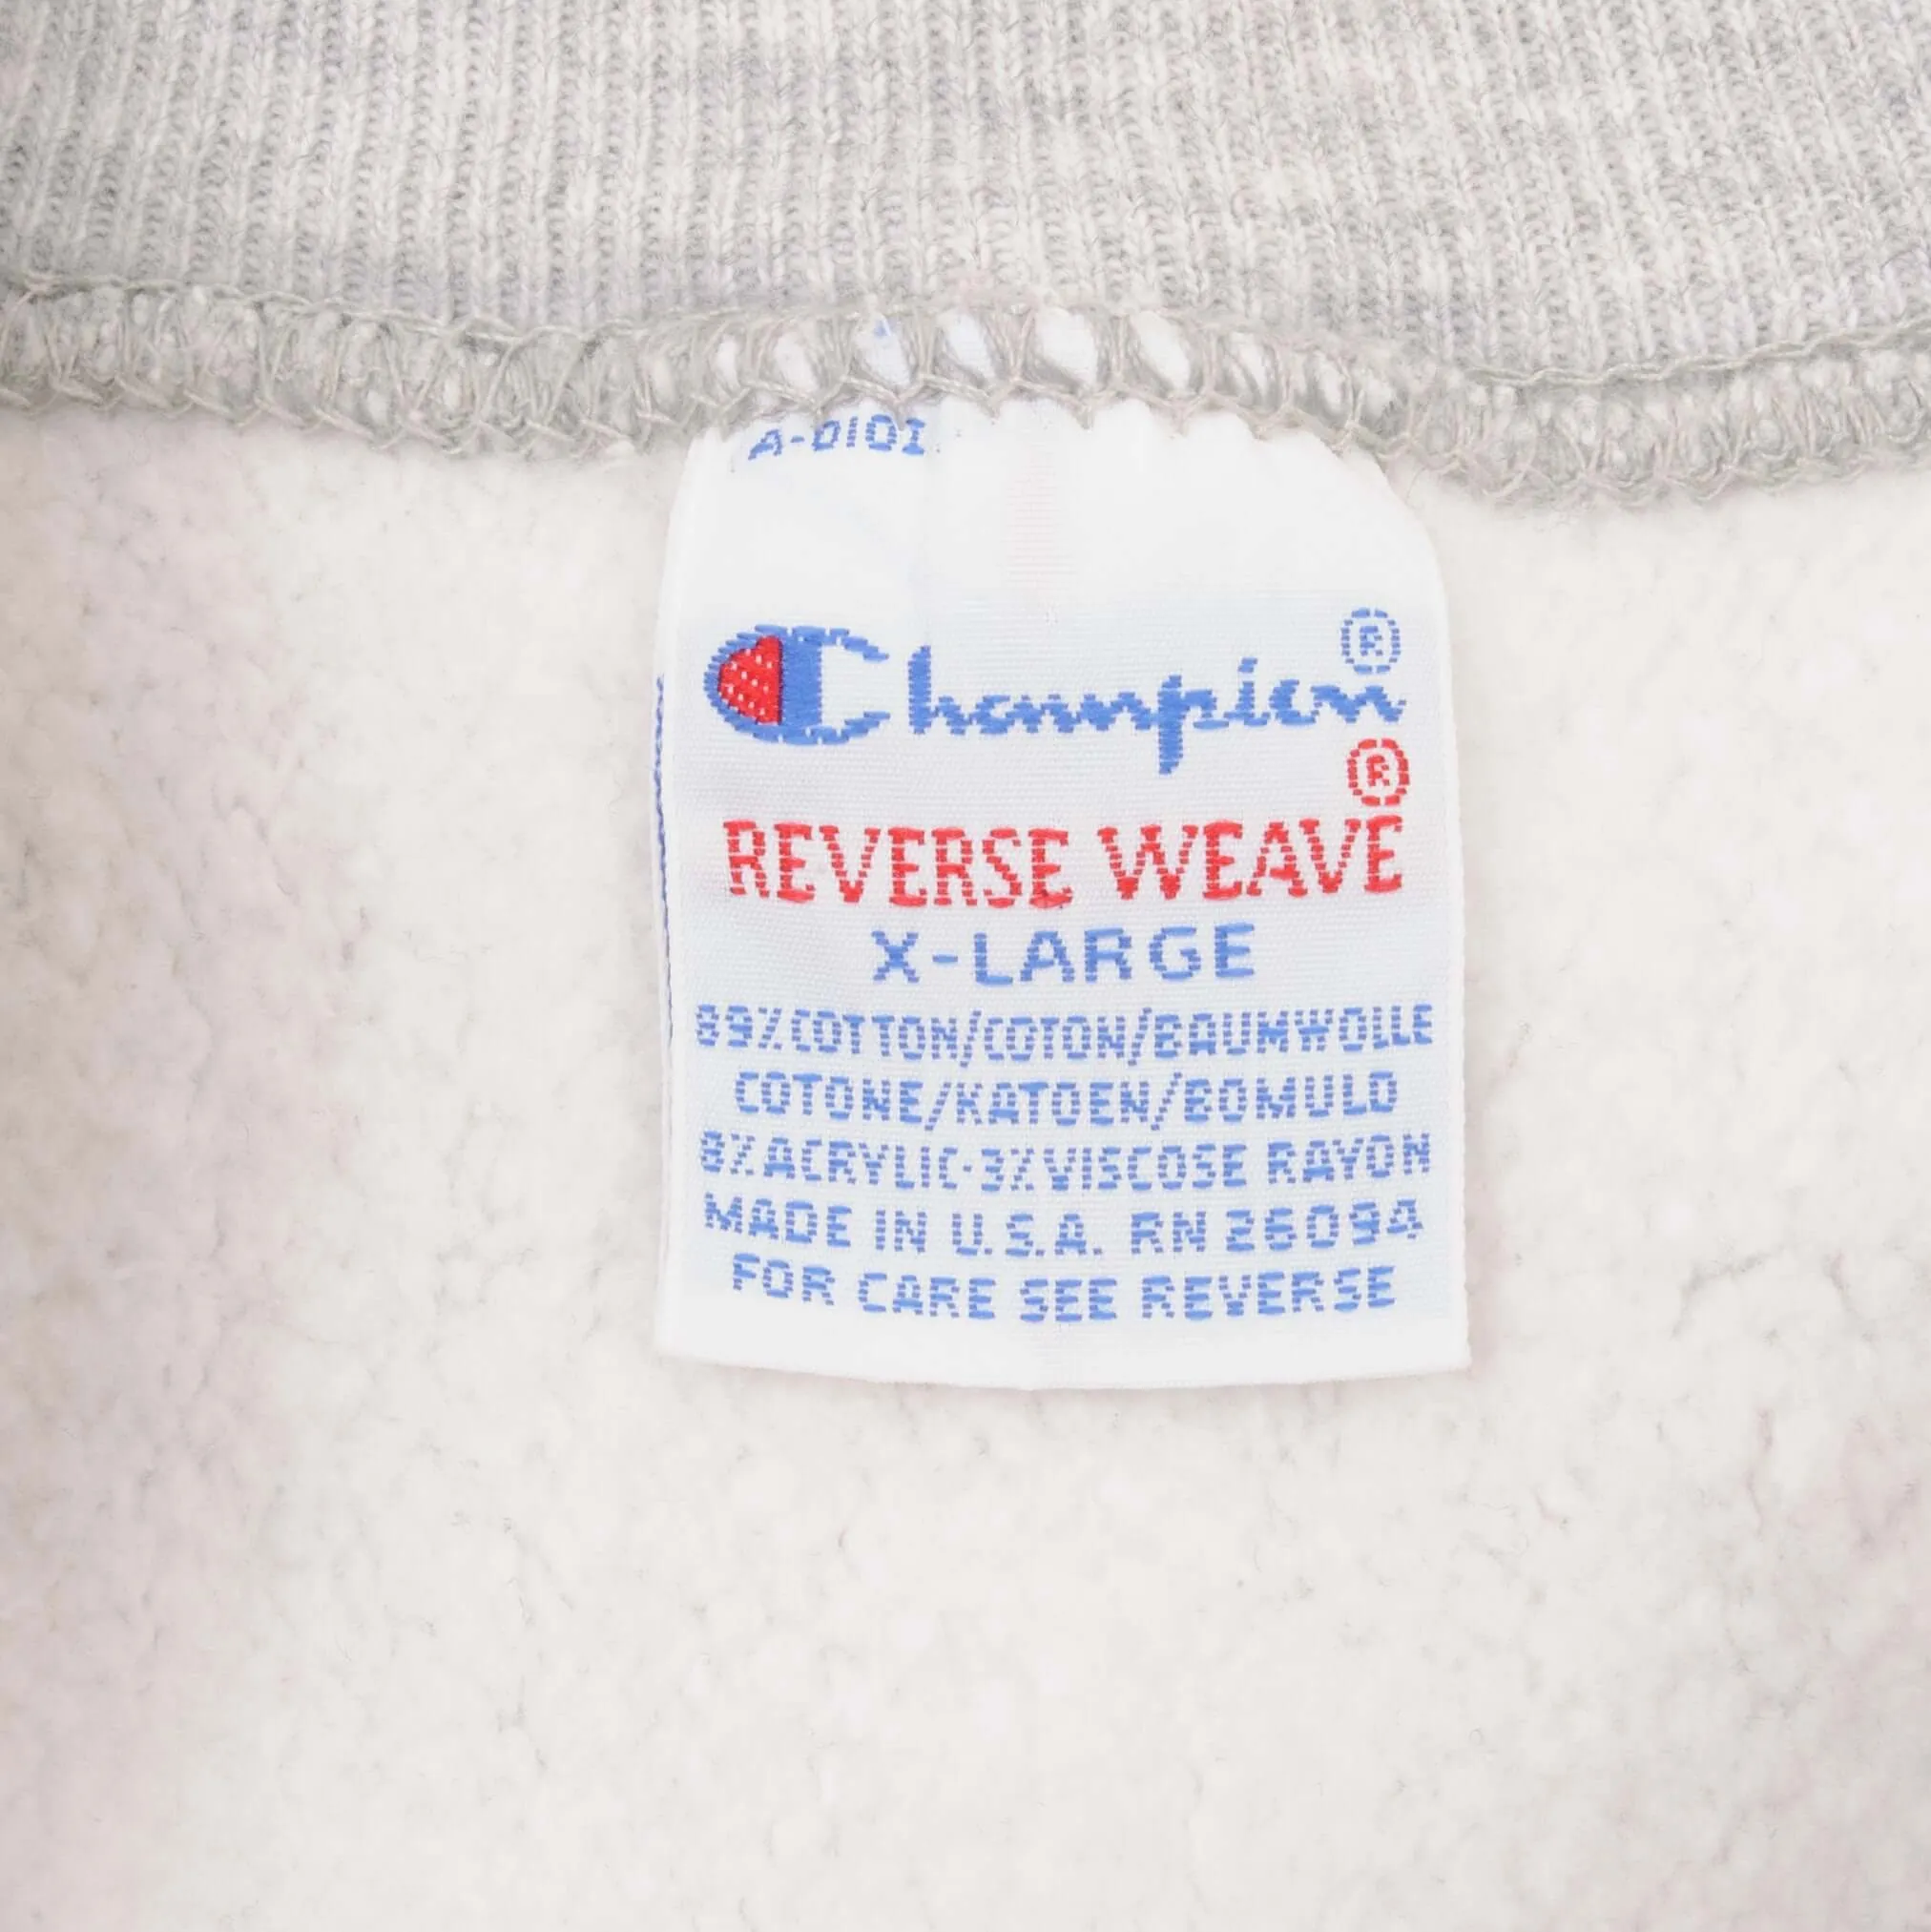 A-0101
Champion ®
®
REVERSE WEAVE
X-LARGE
89%COTTON/COTON/BAUMWOLLE
COTONE/KATOEN/BOMULD
8%ACRYLIC-3%VISCOSE RAYON
MADE IN U.S.A. RN 26094
FOR CARE SEE REVERSE